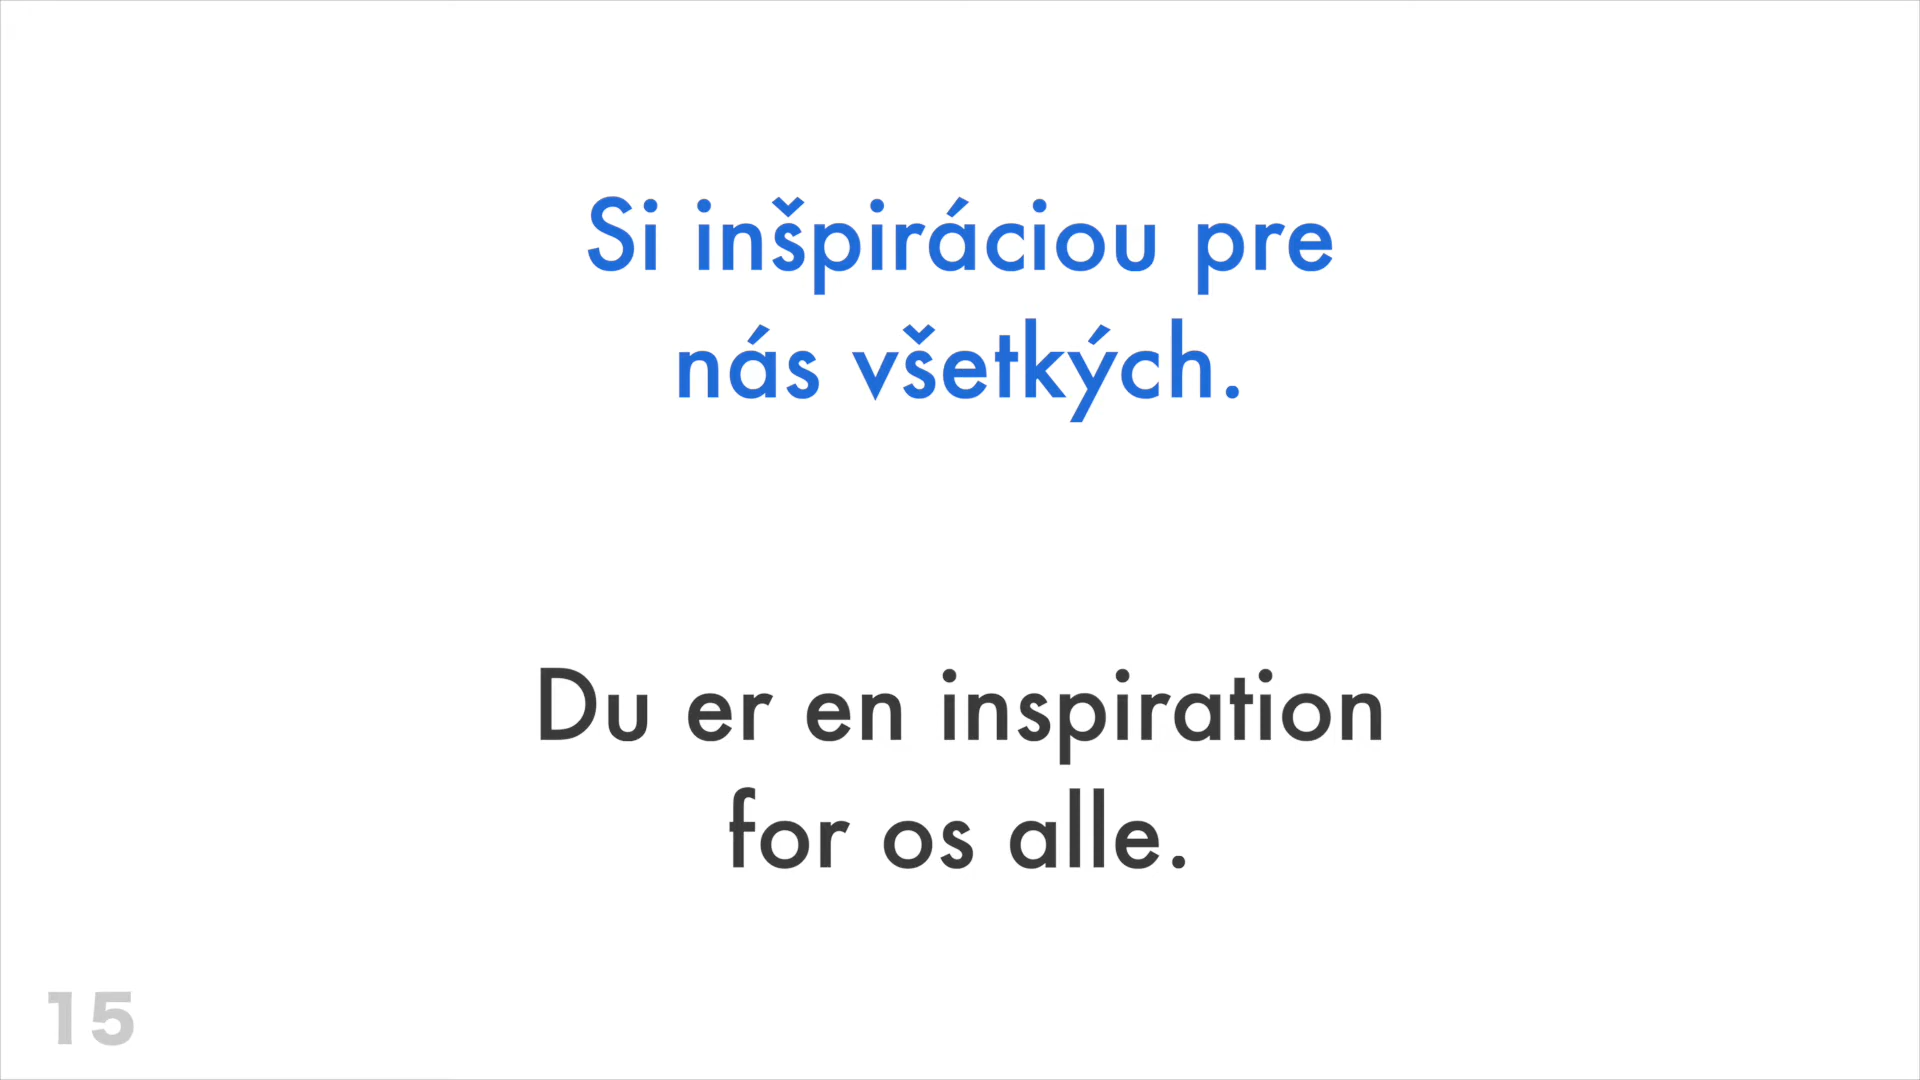 Si inšpiráciou pre
nás všetkých.
Du er en inspiration
for os alle.
15